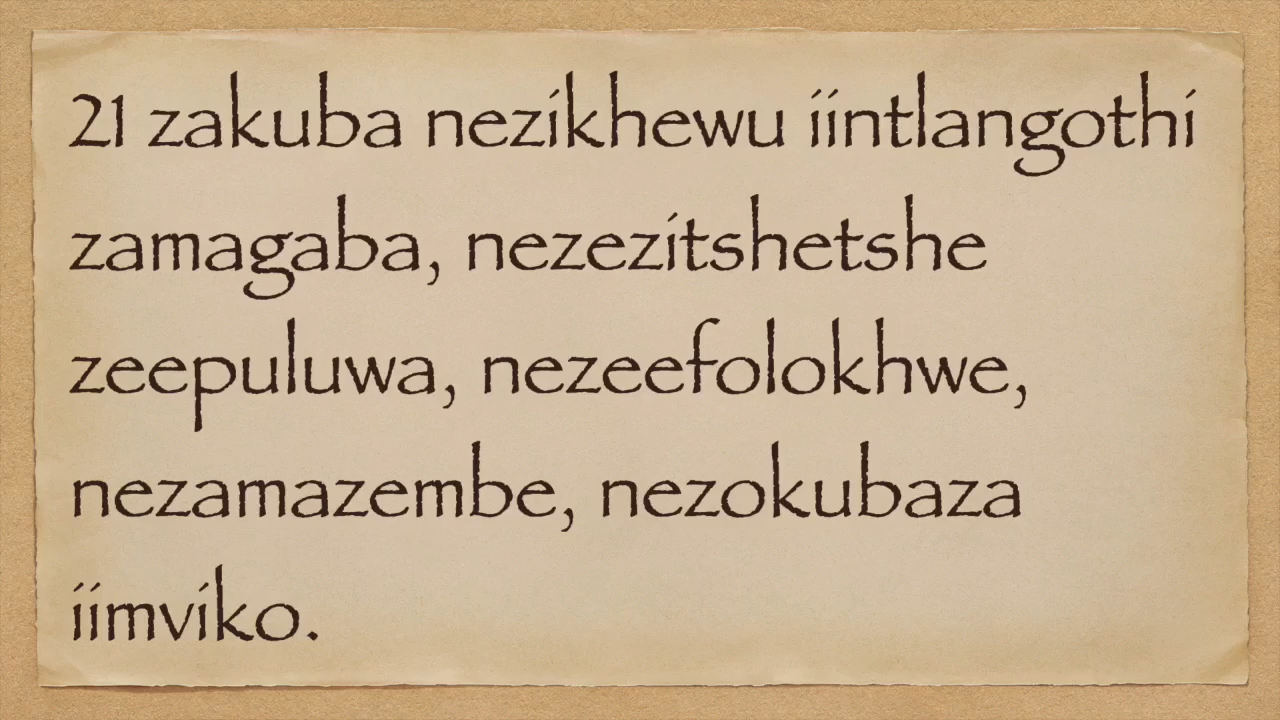 21 zakuba nezikhewu iintlangothi
zamagaba, nezezitshetshe
zeepuluwa, nezeefolokhwe,
nezamazembe, nezokubaza
iimviko.